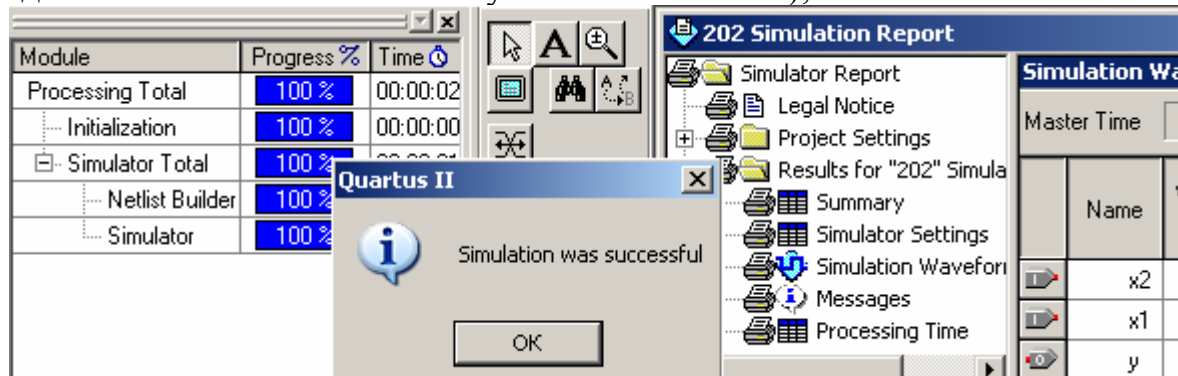 202 Simulation Report
Module Progress % Time
Processing Total 100 % 00:00:02
Initialization 100 % 00:00:00
Simulator Total 100 %
Netlist Builder 100 %
Simulator 100 %
A
A
B
Quartus II
Simulation was successful
OK
Simulator Report
Legal Notice
Project Settings
Results for "202" Simula
Summary
Simulator Settings
Simulation Wavefor
Messages
Processing Time
Simulation Wa
Master Time
Name
x2
x1
y